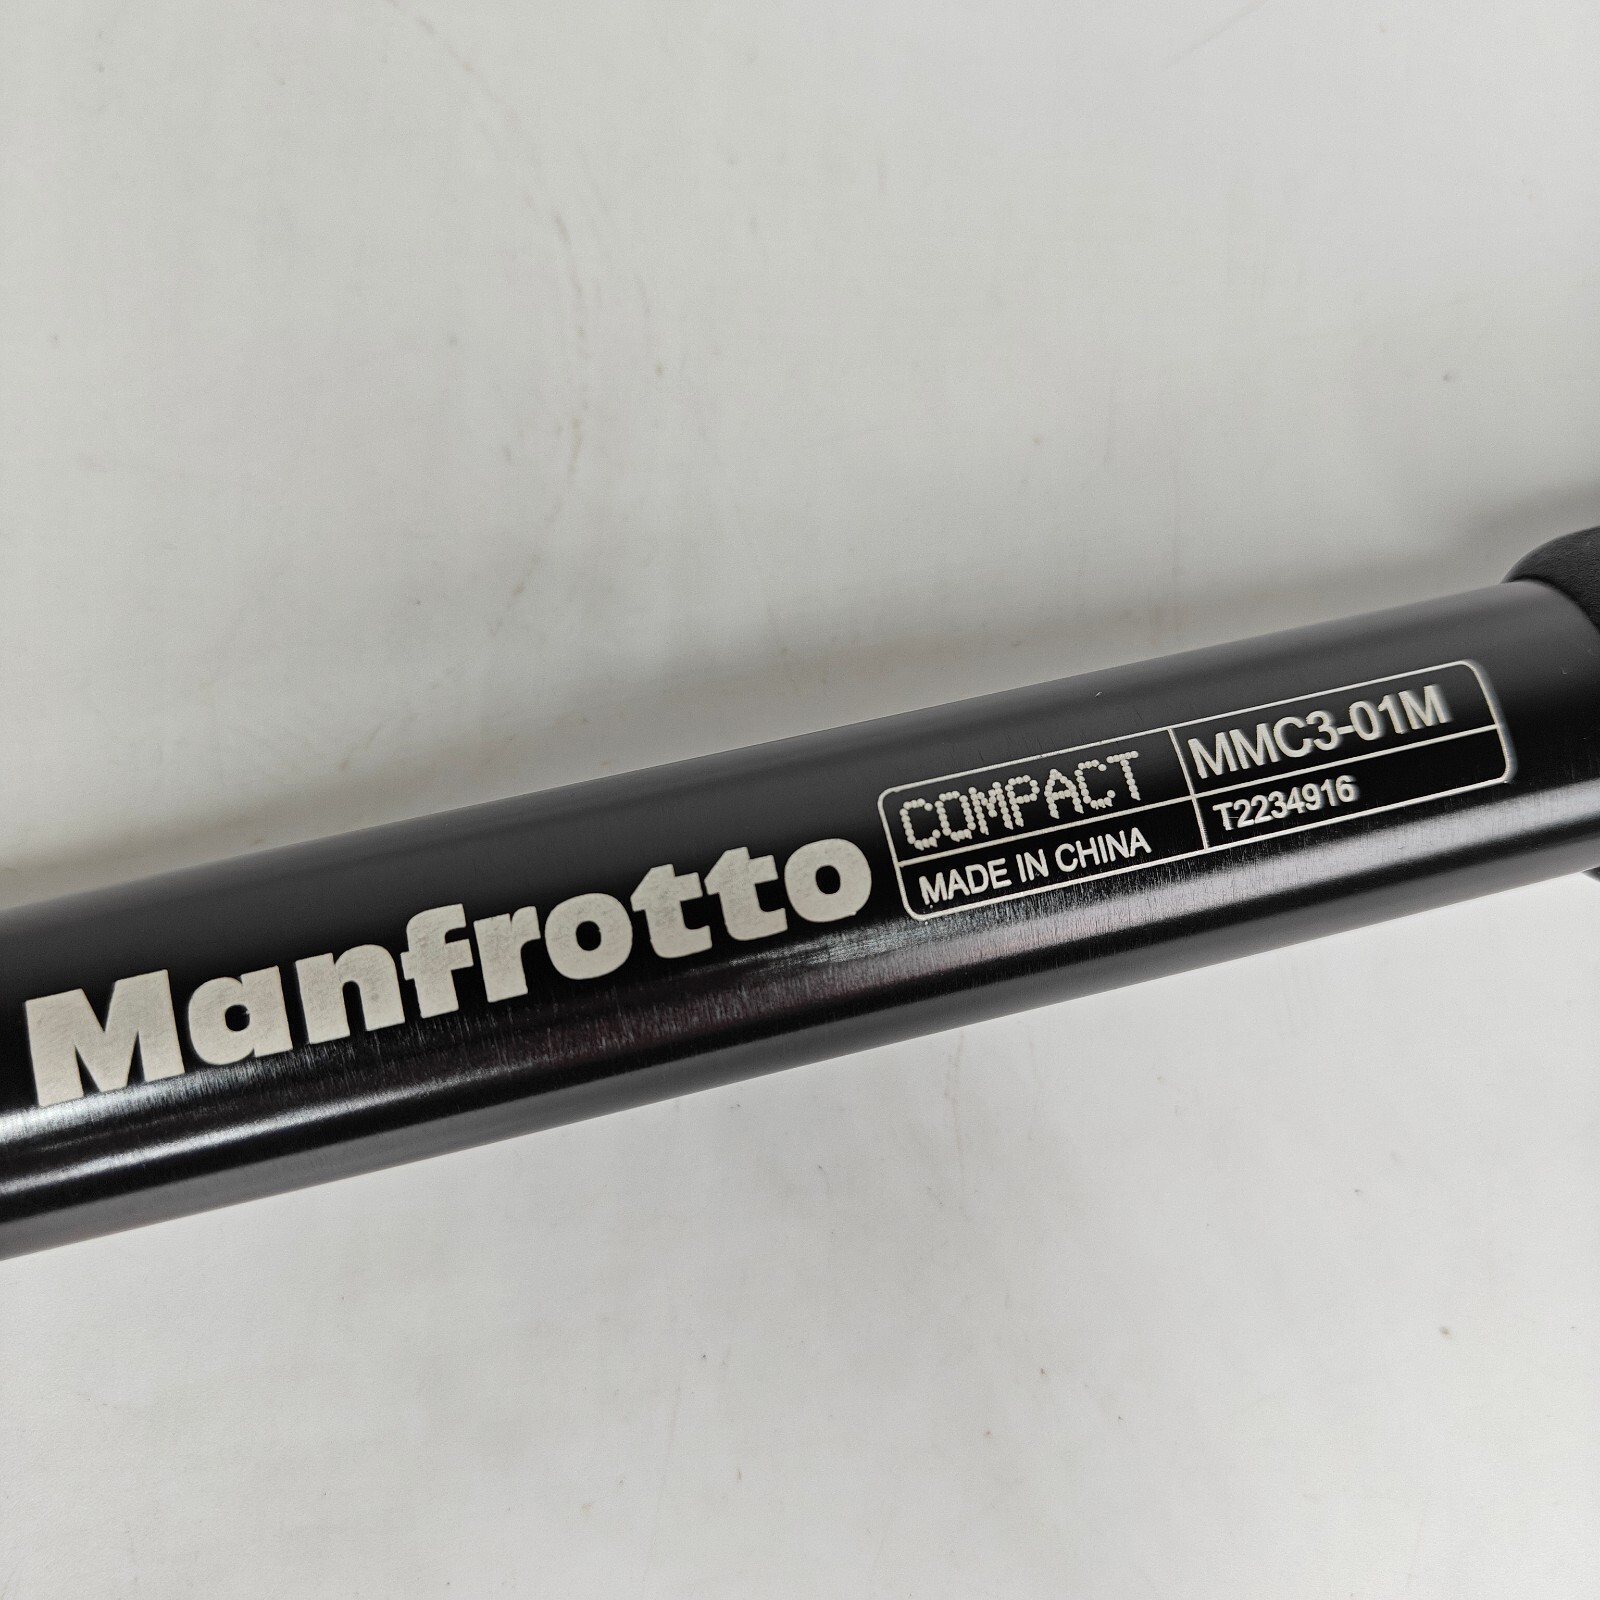 Manfrotto
COMPACT
MMC3-01M
MADE IN CHINA
T2234916